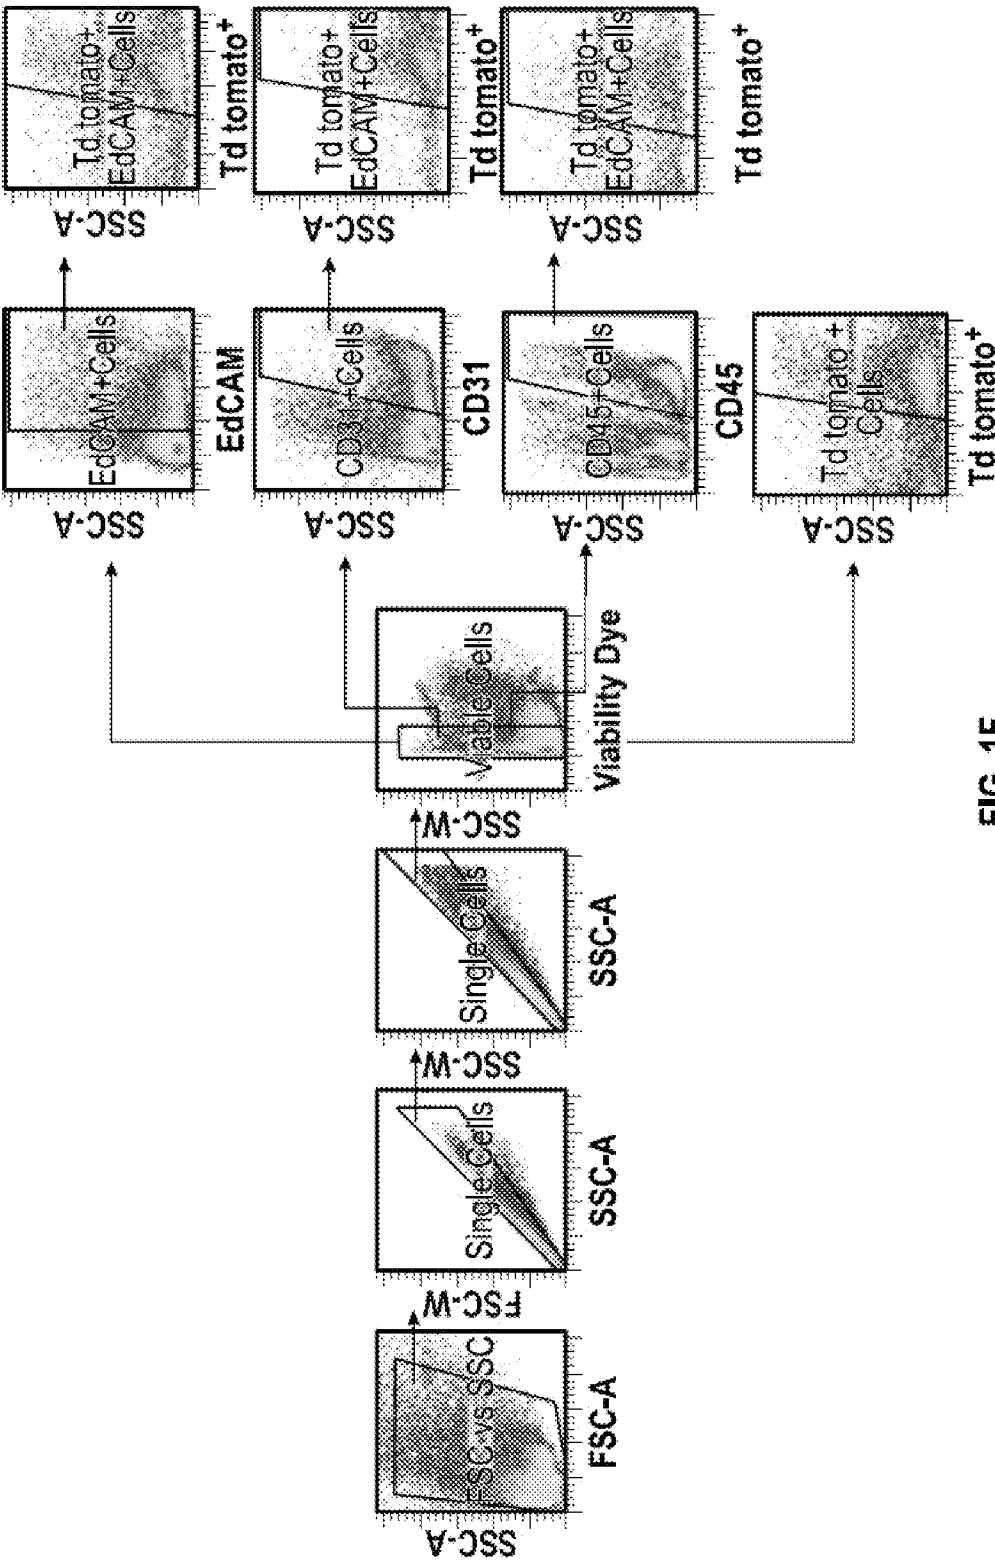 SSC-A
EdCAM+Cells
EdCAM
SSC-A
Td tomato+
EdCAM+Cells
Td tomato+
SSC-A
CD31+Cells
CD31
SSC-A
Td tomato+
EdCAM+Cells
Td tomato+
SSC-A
FSC vs SSC
FSC-A
FSC-W
Single Cells
SSC-A
SSC-W
Single Cells
SSC-A
SSC-W
Viable Cells
Viability Dye
SSC-A
CD45+Cells
CD45
SSC-A
Td tomato+
EdCAM+Cells
Td tomato+
SSC-A
Td tomato +
Cells
Td tomato+
FIG.